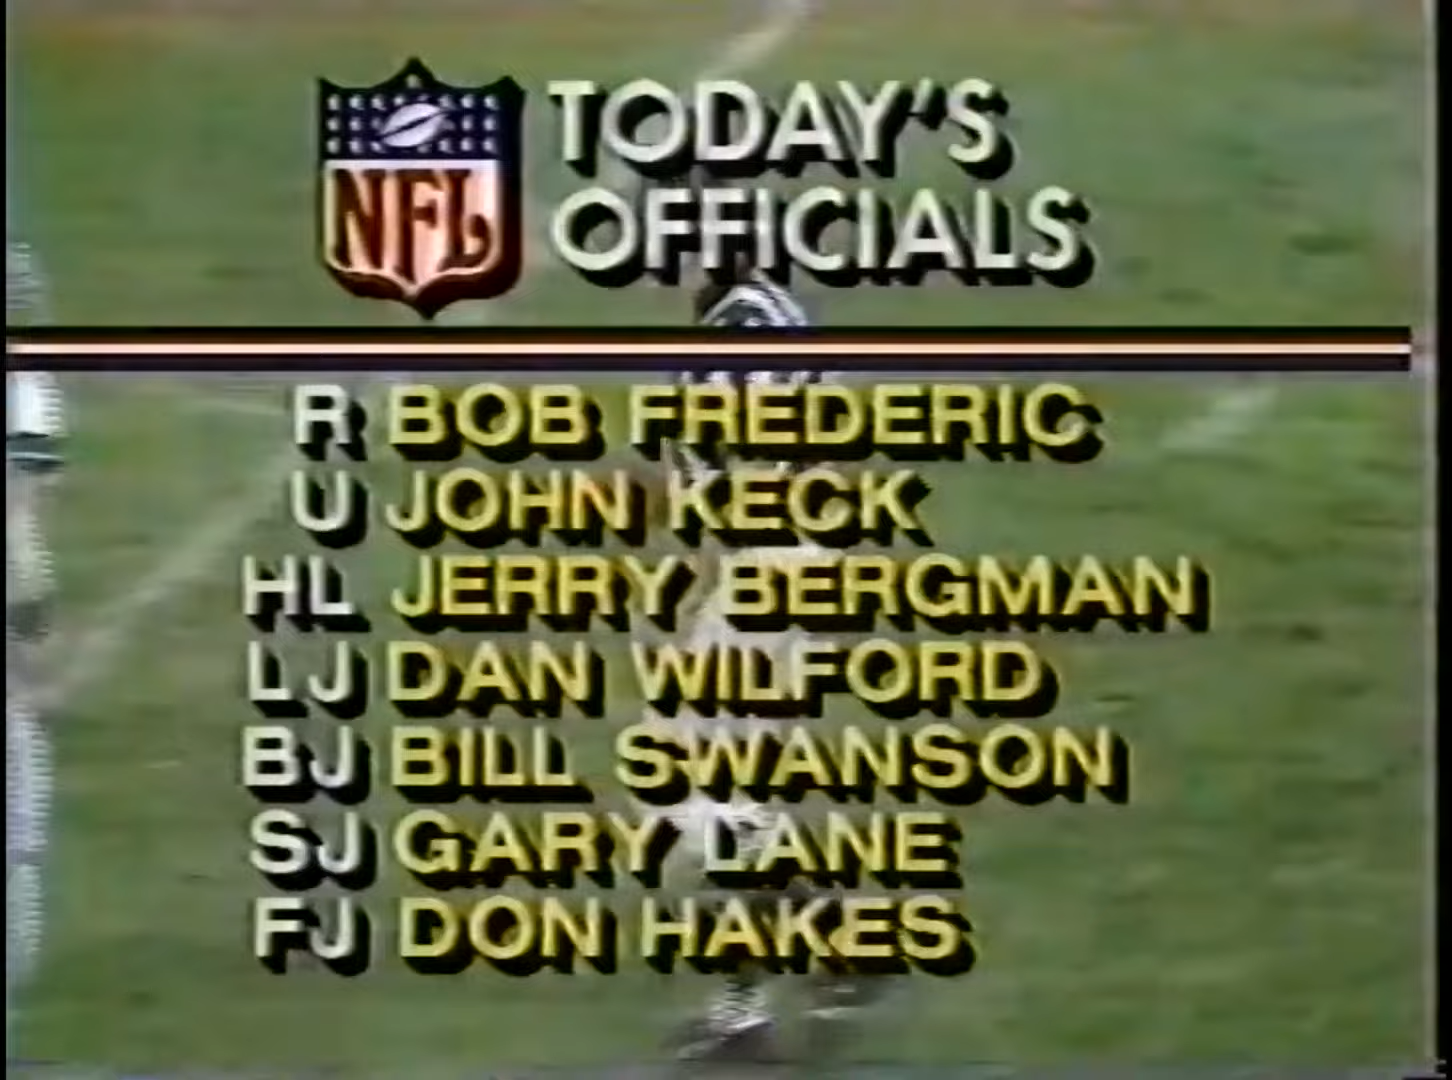 NFL
TODAY'S
OFFICIALS
R BOB FREDERIC
U JOHN KECK
HL JERRY BERGMAN
LJ DAN WILFORD
BJ BILL SWANSON
SJ GARY LANE
FJ DON HAKES